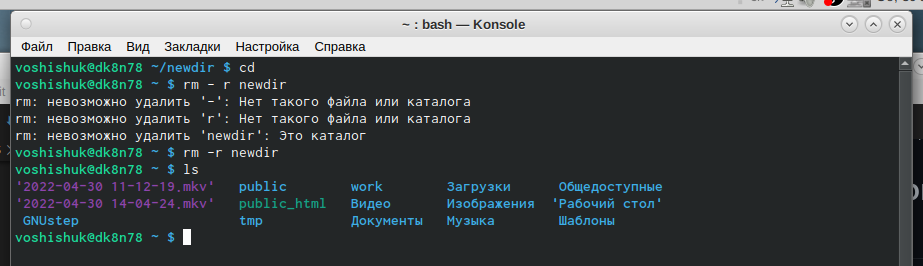 ~ : bash — Konsole
Файл Правка Вид Закладки Настройка Справка
voshishuk@dk8n78 ~/newdir $ cd
voshishuk@dk8n78 ~ $ rm - r newdir
rm: невозможно удалить '-': Нет такого файла или каталога
rm: невозможно удалить 'r': Нет такого файла или каталога
rm: невозможно удалить 'newdir': Это каталог
voshishuk@dk8n78 ~ $ rm -r newdir
voshishuk@dk8n78 ~ $ ls
'2022-04-30 11-12-19.mkv' public work Загрузки Общедоступные
'2022-04-30 14-04-24.mkv' public_html Видео Изображения 'Рабочий стол'
GNUstep tmp Документы Музыка Шаблоны
voshishuk@dk8n78 ~ $